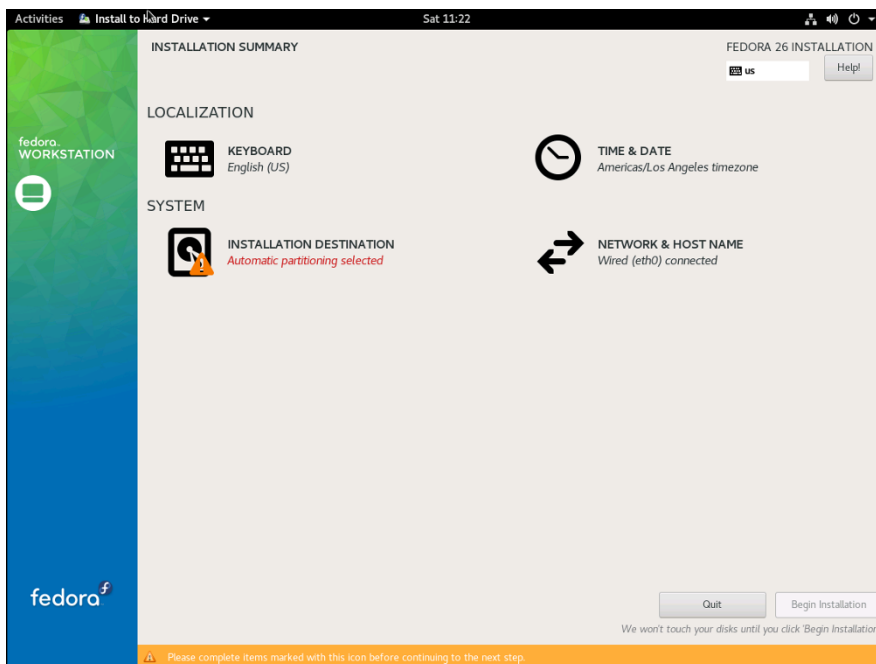 Activities Install to Hard Drive Sat 11:22
INSTALLATION SUMMARY
FEDORA 26 INSTALLATION
us
Help!
fedora
WORKSTATION
LOCALIZATION
KEYBOARD
English (US)
TIME & DATE
Americas/Los Angeles timezone
SYSTEM
INSTALLATION DESTINATION
Automatic partitioning selected
NETWORK & HOST NAME
Wired (eth0) connected
fedora
Quit
Begin Installation
We won't touch your disks until you click 'Begin Installation
Please complete items marked with this icon before continuing to the next step.